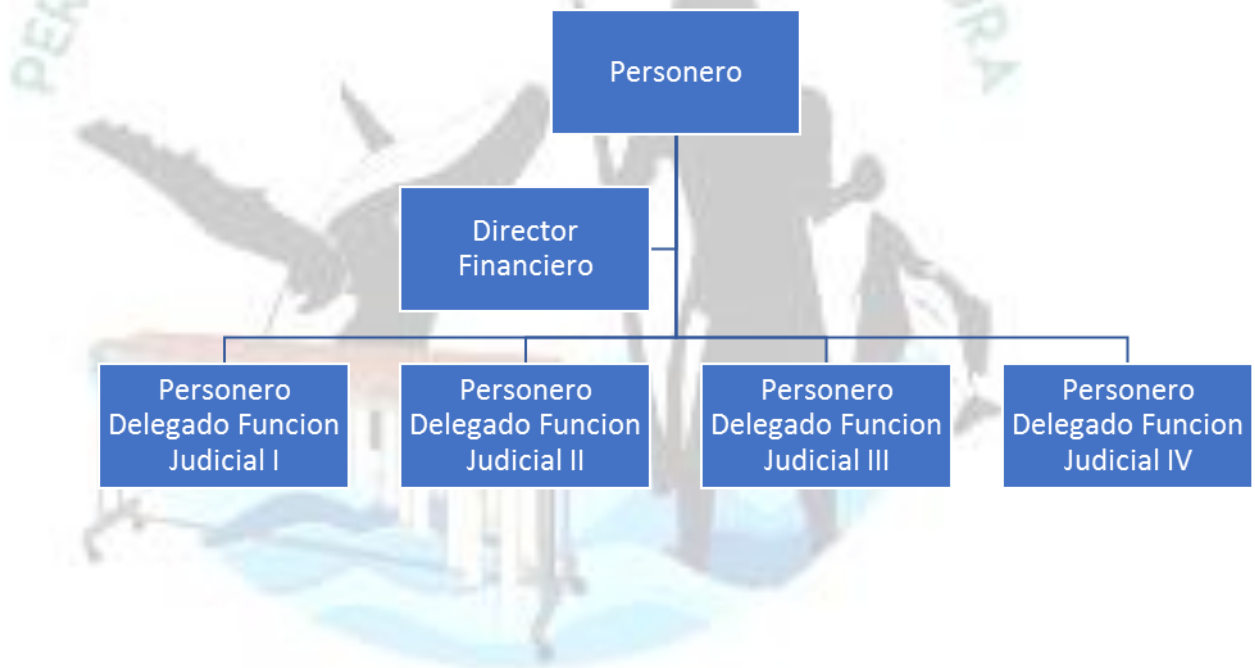 Personero
Director
Financiero
Personero
Delegado Funcion
Judicial I
Personero
Delegado Funcion
Judicial II
Personero
Delegado Funcion
Judicial III
Personero
Delegado Funcion
Judicial IV